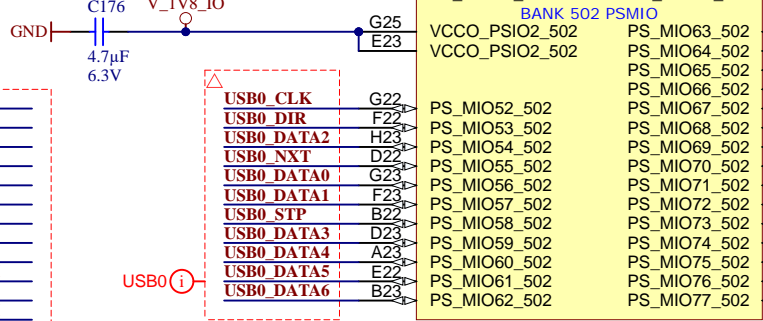 C176 V_1V8_IO
GND
4.7µF
6.3V
BANK 502 PSMIO
G25 VCCO_PSIO2_502 PS_MIO63_502
E23 VCCO_PSIO2_502 PS_MIO64_502
PS_MIO65_502
PS_MIO66_502
USB0_CLK G22 PS_MIO52_502 PS_MIO67_502
USB0_DIR F22 PS_MIO53_502 PS_MIO68_502
USB0_DATA2 H23 PS_MIO54_502 PS_MIO69_502
USB0_NXT D22 PS_MIO55_502 PS_MIO70_502
USB0_DATA0 G23 PS_MIO56_502 PS_MIO71_502
USB0_DATA1 F23 PS_MIO57_502 PS_MIO72_502
USB0_STP B22 PS_MIO58_502 PS_MIO73_502
USB0_DATA3 D23 PS_MIO59_502 PS_MIO74_502
USB0_DATA4 A23 PS_MIO60_502 PS_MIO75_502
USB0 i USB0_DATA5 E22 PS_MIO61_502 PS_MIO76_502
USB0_DATA6 B23 PS_MIO62_502 PS_MIO77_502